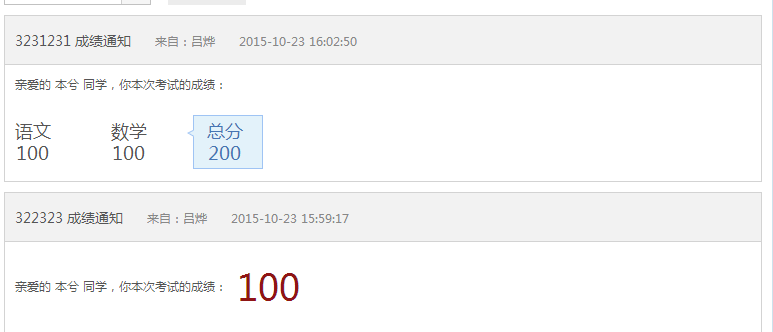 3231231 成绩通知 来自：吕烨 2015-10-23 16:02:50
亲爱的 本兮 同学，你本次考试的成绩：
语文 数学 总分
100 100 200
322323 成绩通知 来自：吕烨 2015-10-23 15:59:17
亲爱的 本兮 同学，你本次考试的成绩： 100